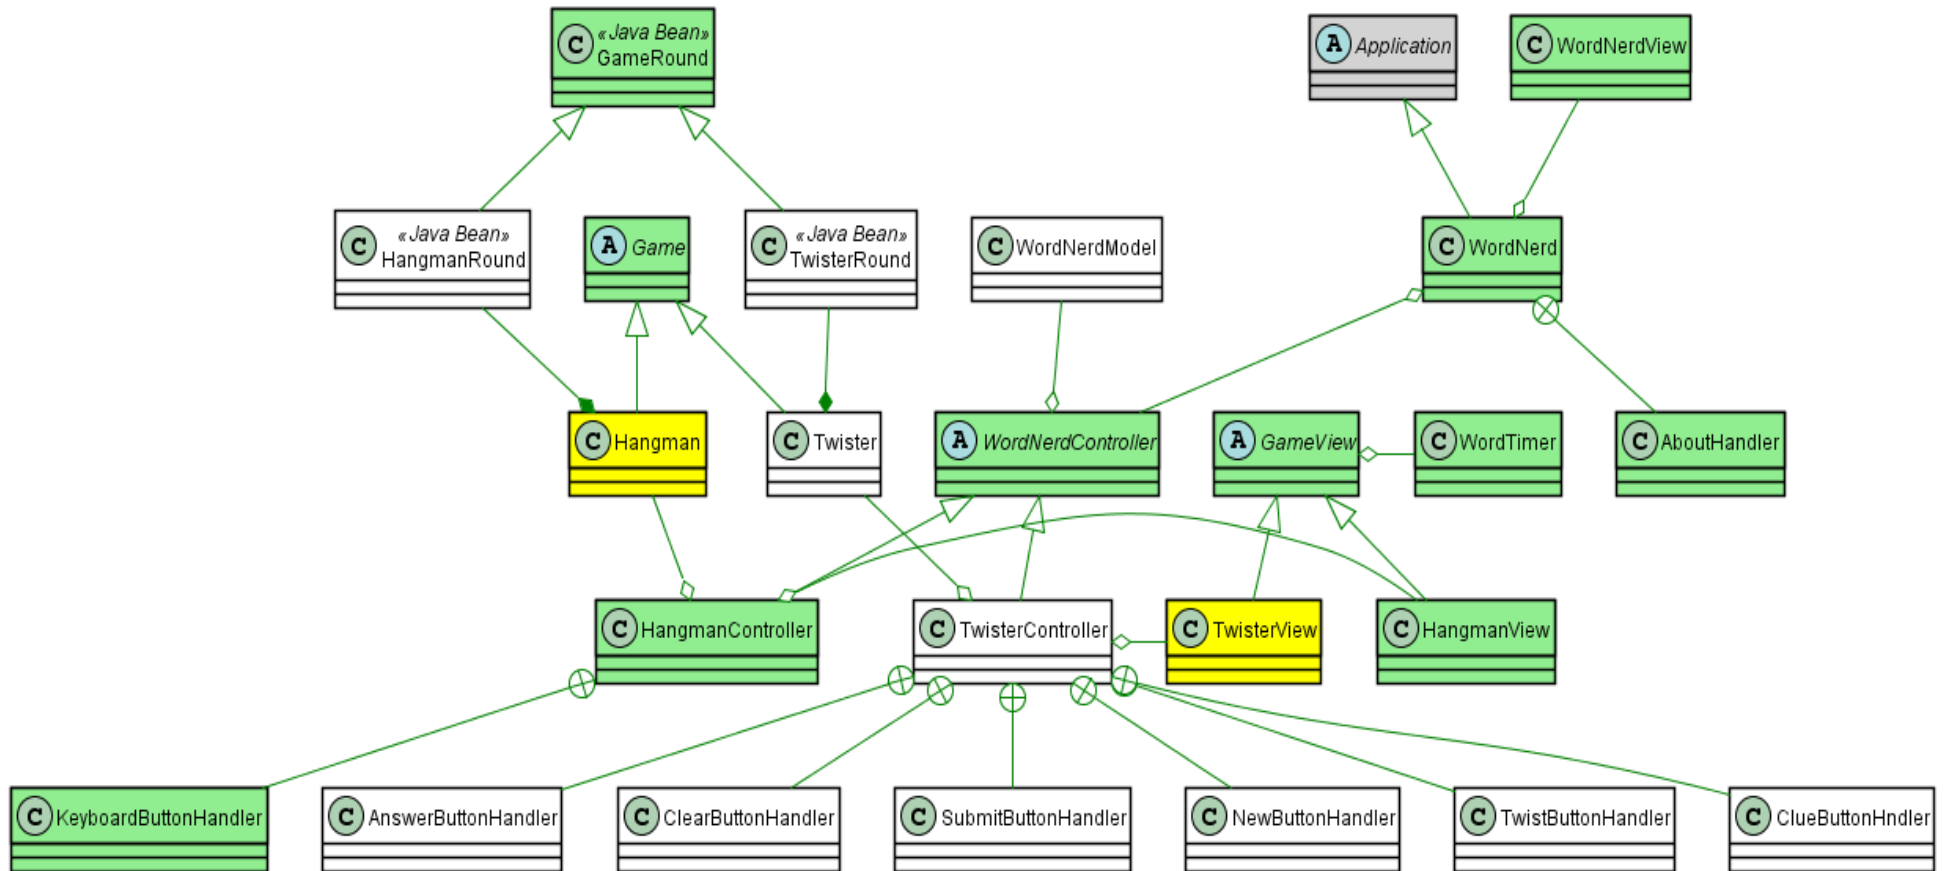 C «Java Bean»
GameRound
A Application
C WordNerdView
C «Java Bean»
HangmanRound
A Game
C «Java Bean»
TwisterRound
C WordNerdModel
C WordNerd
C Hangman
C Twister
A WordNerdController
A GameView
C WordTimer
C AboutHandler
C HangmanController
C TwisterController
C TwisterView
C HangmanView
C KeyboardButtonHandler
C AnswerButtonHandler
C ClearButtonHandler
C SubmitButtonHandler
C NewButtonHandler
C TwistButtonHandler
C ClueButtonHndler